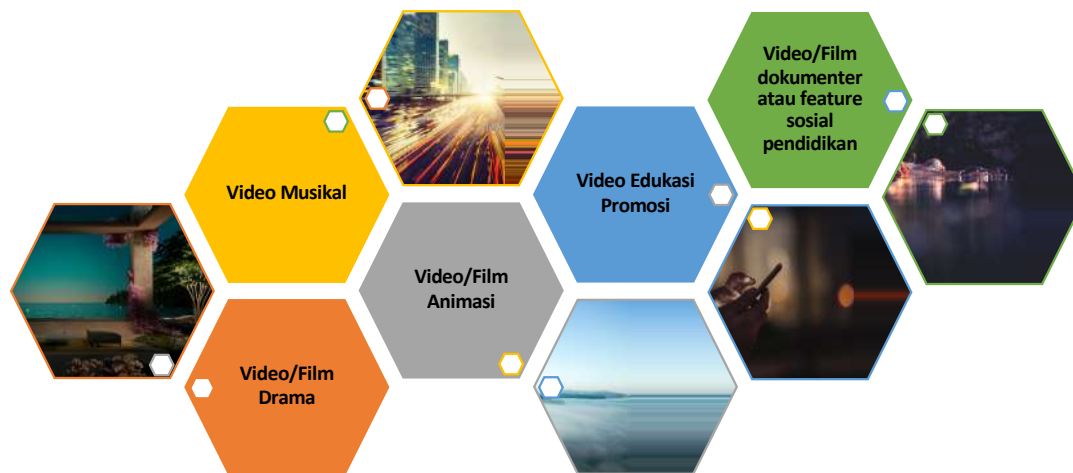 Video Musikal
Video/Film
Drama
Video/Film
Animasi
Video Edukasi
Promosi
Video/Film
dokumenter
atau feature
sosial
pendidikan